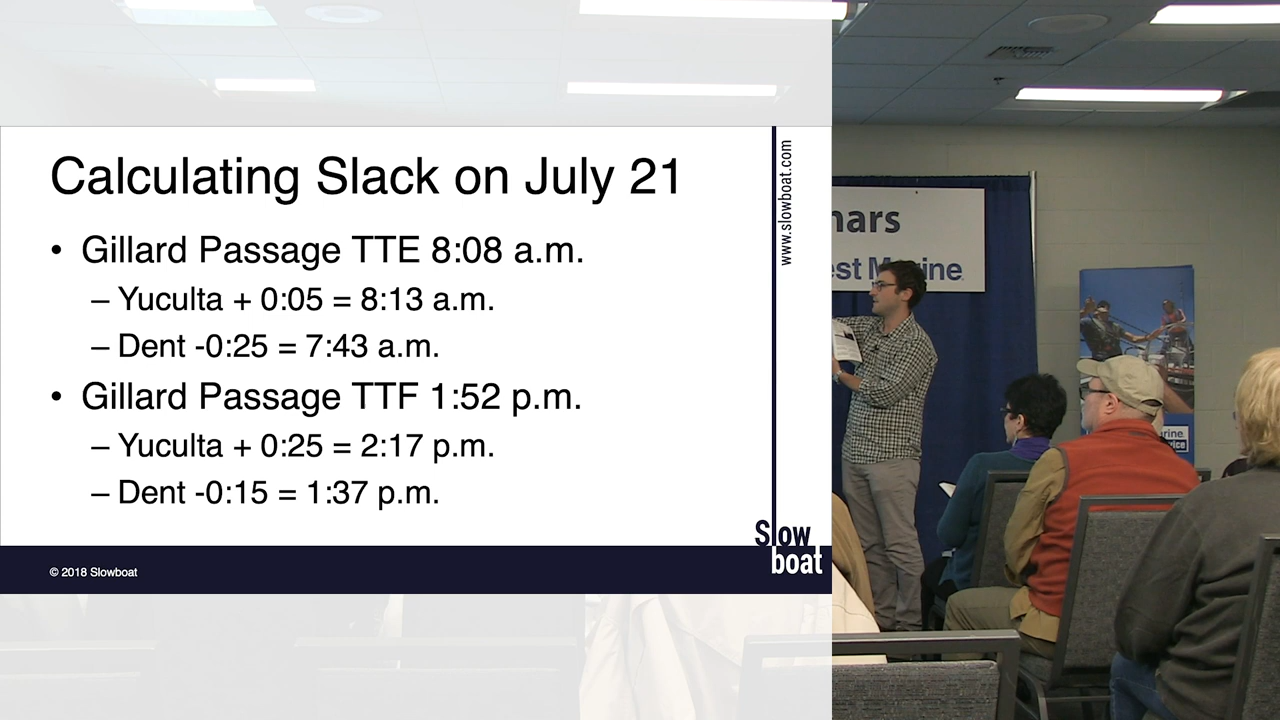 Calculating Slack on July 21
• Gillard Passage TTE 8:08 a.m.
– Yuculta + 0:05 = 8:13 a.m.
– Dent -0:25 = 7:43 a.m.
• Gillard Passage TTF 1:52 p.m.
– Yuculta + 0:25 = 2:17 p.m.
– Dent -0:15 = 1:37 p.m.
www.slowboat.com
Slow
boat
© 2018 Slowboat
nars
est Marine
urine
vice